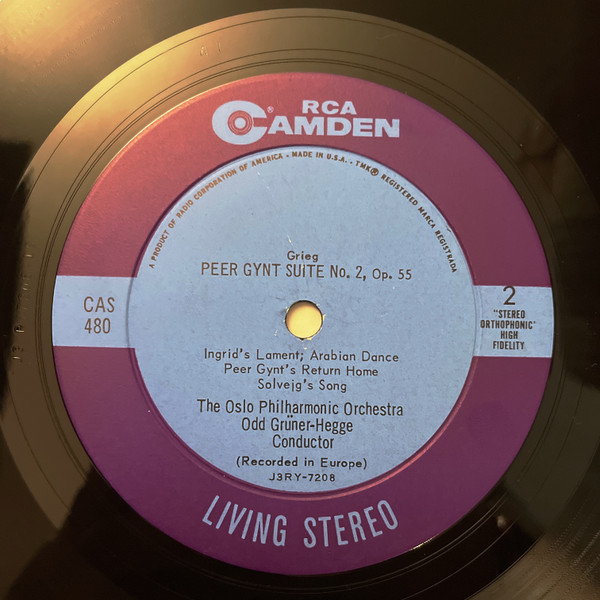 RCA
CAMDEN
®
A PRODUCT OF RADIO CORPORATION OF AMERICA • MADE IN U.S.A. • TMK ® REGISTERED MARCA REGISTRADA
Grieg
PEER GYNT SUITE No. 2, Op. 55
CAS
480
2
"STEREO
ORTHOPHONIC"
HIGH
FIDELITY
Ingrid's Lament; Arabian Dance
Peer Gynt's Return Home
Solvejg's Song
The Oslo Philharmonic Orchestra
Odd Grüner-Hegge
Conductor
(Recorded in Europe)
J3RY-7208
LIVING STEREO